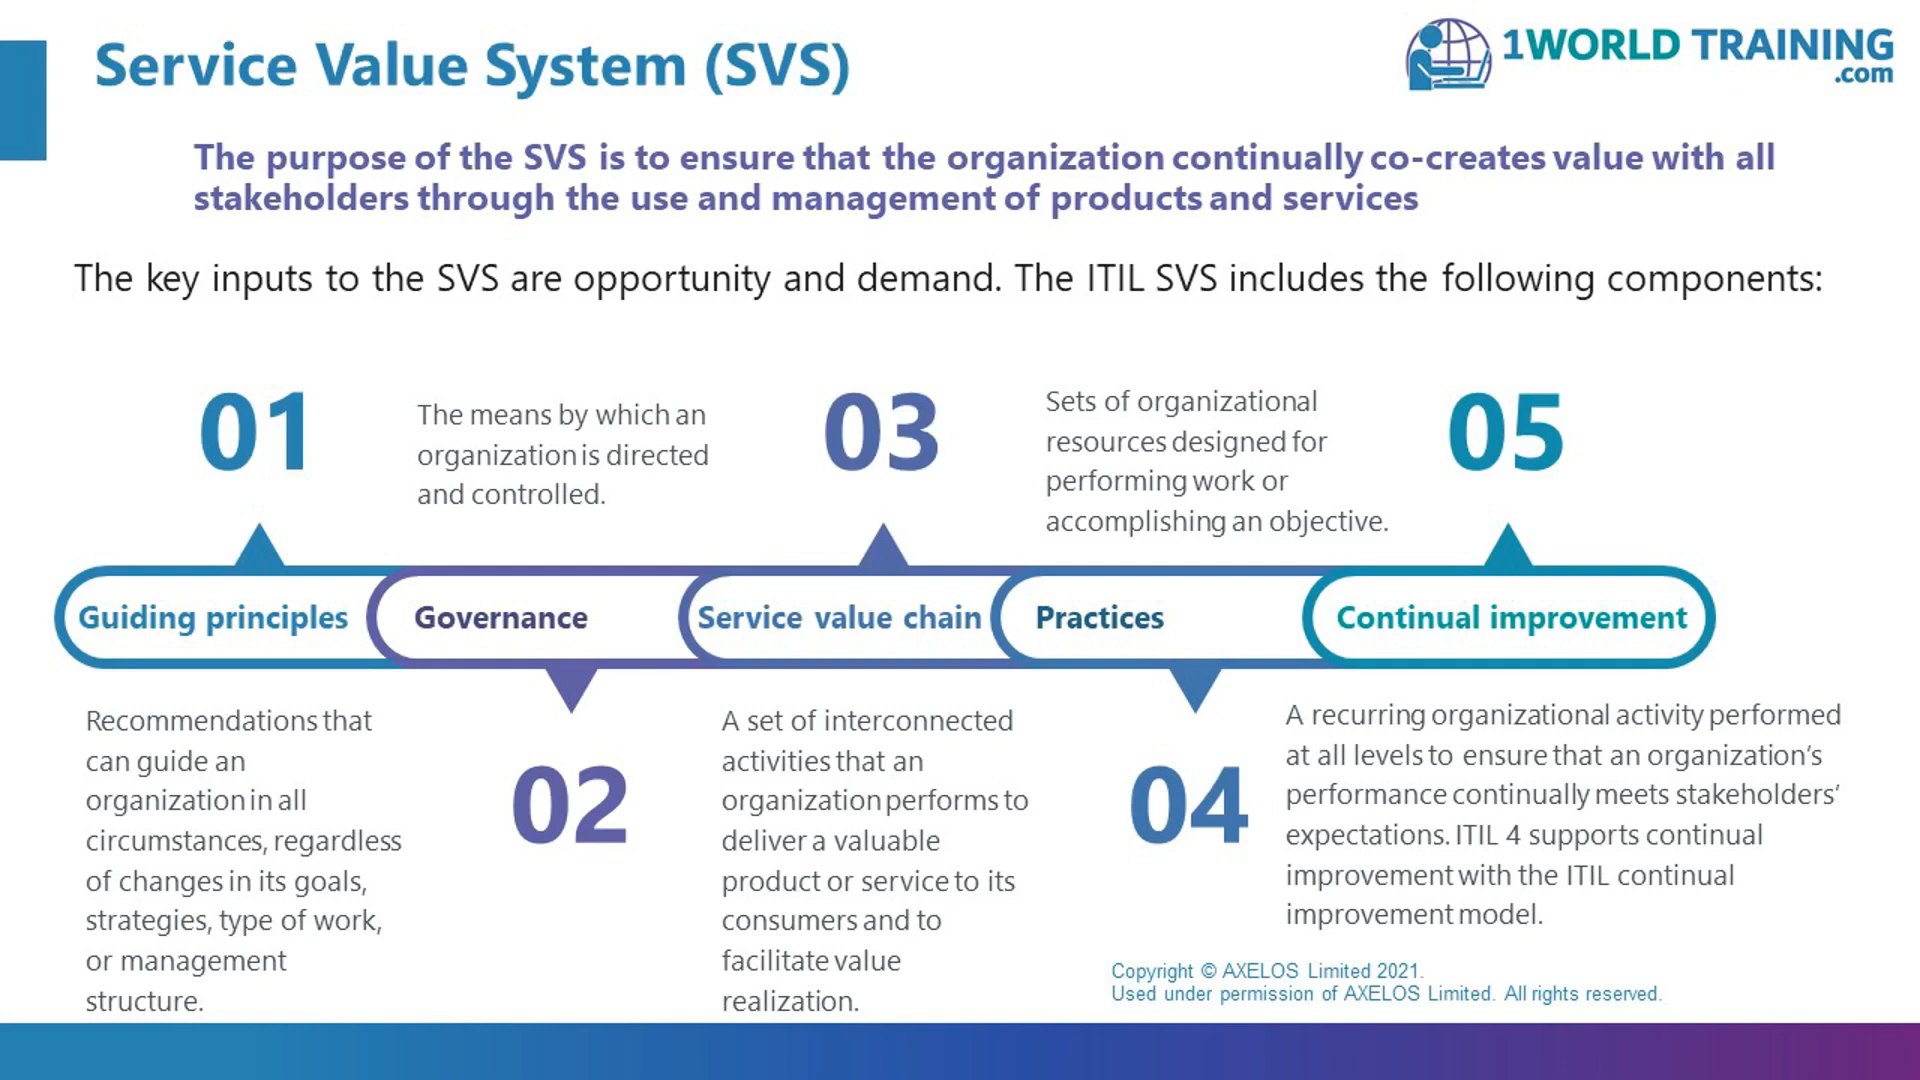 Service Value System (SVS)
1WORLD TRAINING
.com
The purpose of the SVS is to ensure that the organization continually co-creates value with all
stakeholders through the use and management of products and services
The key inputs to the SVS are opportunity and demand. The ITIL SVS includes the following components:
01
Guiding principles
Recommendations that
can guide an
organization in all
circumstances, regardless
of changes in its goals,
strategies, type of work,
or management
structure.
The means by which an
organization is directed
and controlled.
Governance
02
03
Service value chain
A set of interconnected
activities that an
organization performs to
deliver a valuable
product or service to its
consumers and to
facilitate value
realization.
Sets of organizational
resources designed for
performing work or
accomplishing an objective.
Practices
04
05
Continual improvement
A recurring organizational activity performed
at all levels to ensure that an organization's
performance continually meets stakeholders'
expectations. ITIL 4 supports continual
improvement with the ITIL continual
improvement model.
Copyright © AXELOS Limited 2021.
Used under permission of AXELOS Limited. All rights reserved.